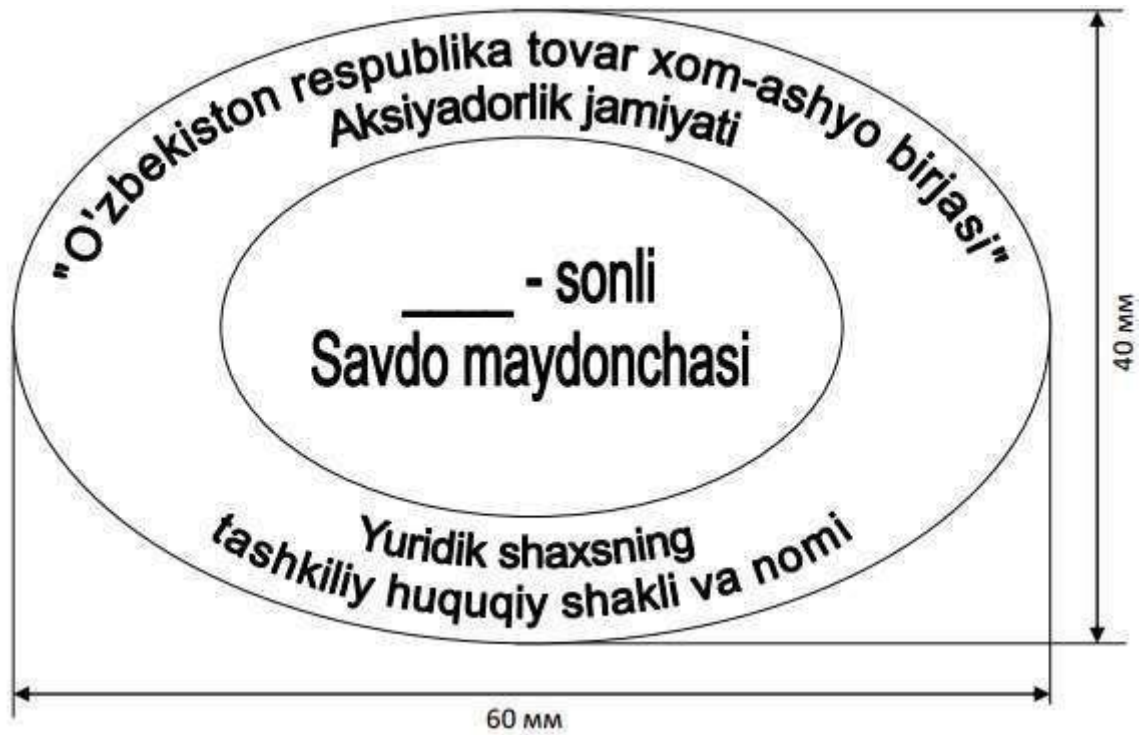 "O'zbekiston respublika tovar xom-ashyo birjasi"
Aksiyadorlik jamiyati
____ - sonli
Savdo maydonchasi
Yuridik shaxsning
tashkiliy huquqiy shakli va nomi
40 мм
60 мм